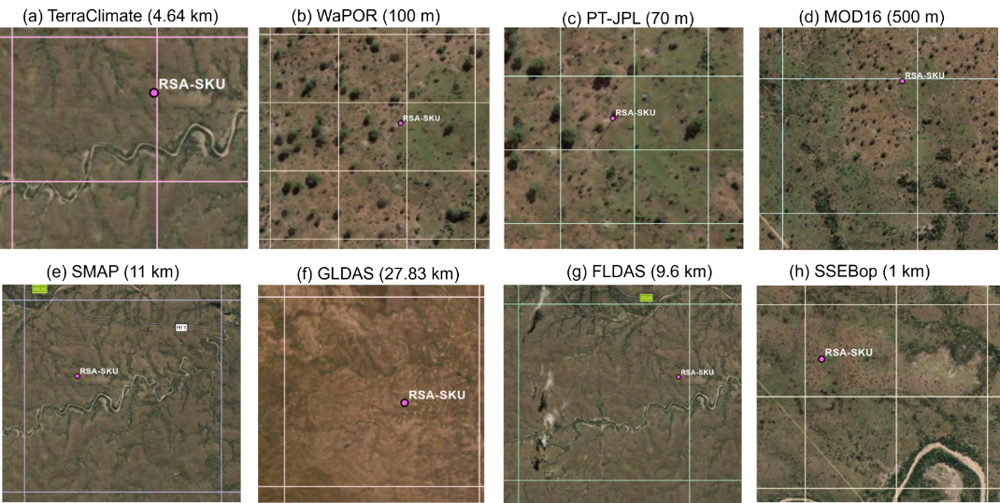 (a) TerraClimate (4.64 km)
(b) WaPOR (100 m)
(c) PT-JPL (70 m)
(d) MOD16 (500 m)
RSA-SKU
RSA-SKU
RSA-SKU
RSA-SKU
(e) SMAP (11 km)
(f) GLDAS (27.83 km)
(g) FLDAS (9.6 km)
(h) SSEBop (1 km)
H11
RSA-SKU
RSA-SKU
RSA-SKU
RSA-SKU